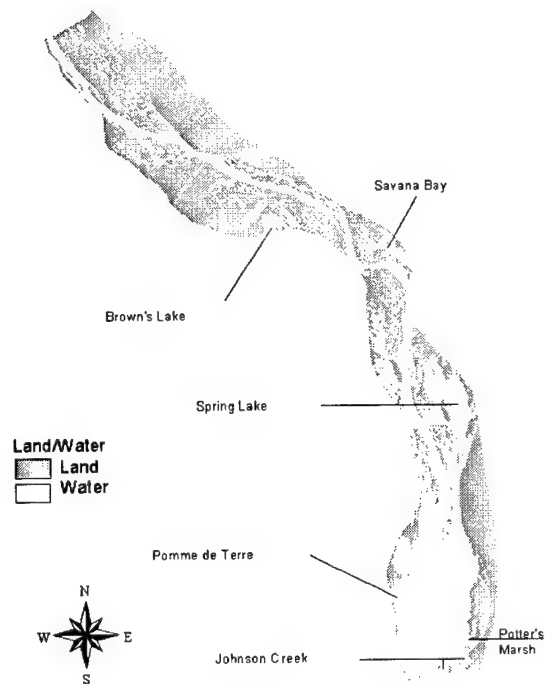 Savana Bay
Brown's Lake
Spring Lake
Land/Water
Land
Water
Pomme de Terre
N
W E
S
Potter's
Marsh
Johnson Creek